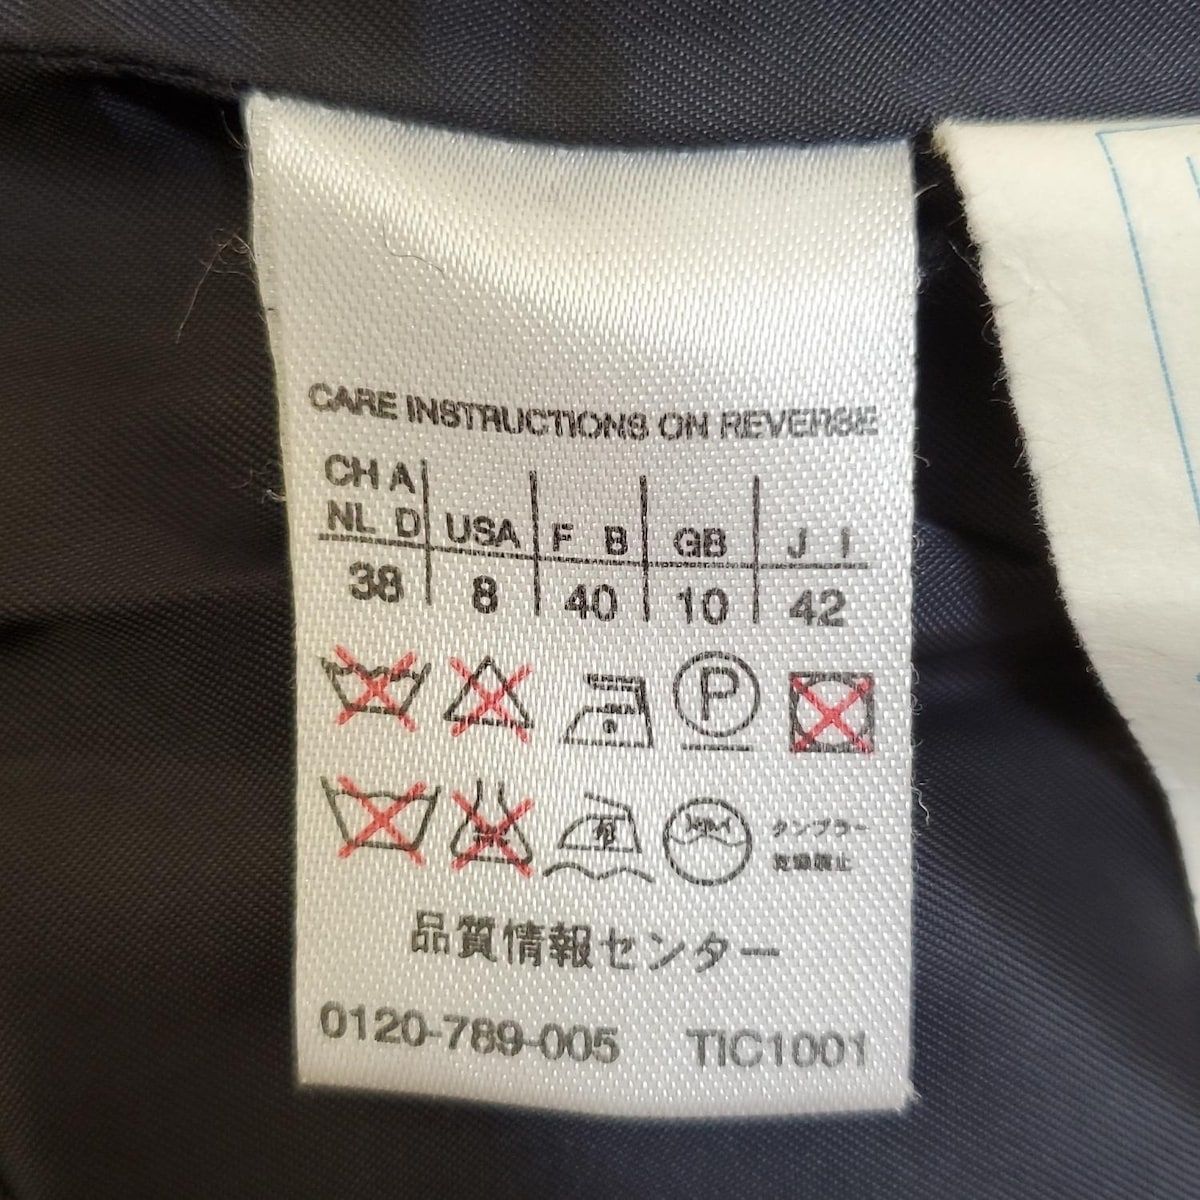 CARE INSTRUCTIONS ON REVERSE
CH A
NL D USA F B GB J I
38 8 40 10 42
P
タンブラー
乾燥禁止
品質情報センター
0120-789-005 TIC1001